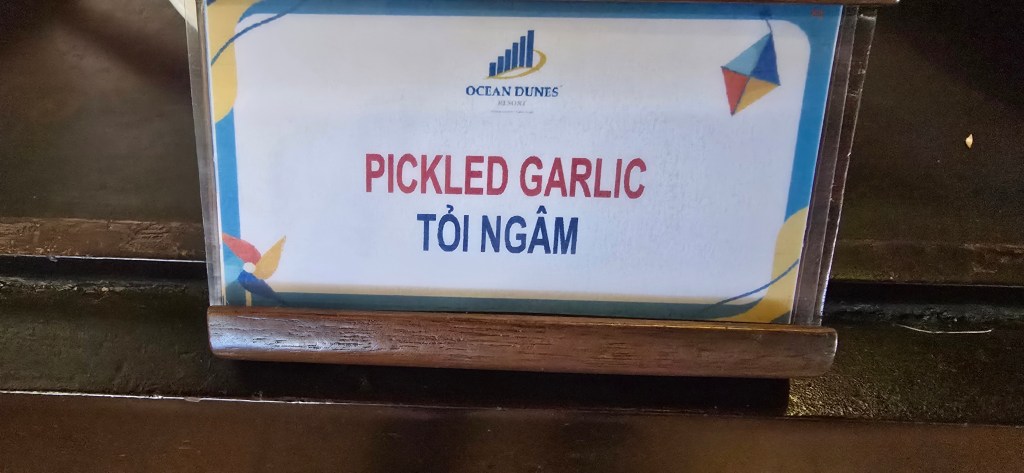 OCEAN DUNES
RESORT
PICKLED GARLIC
TỎI NGÂM